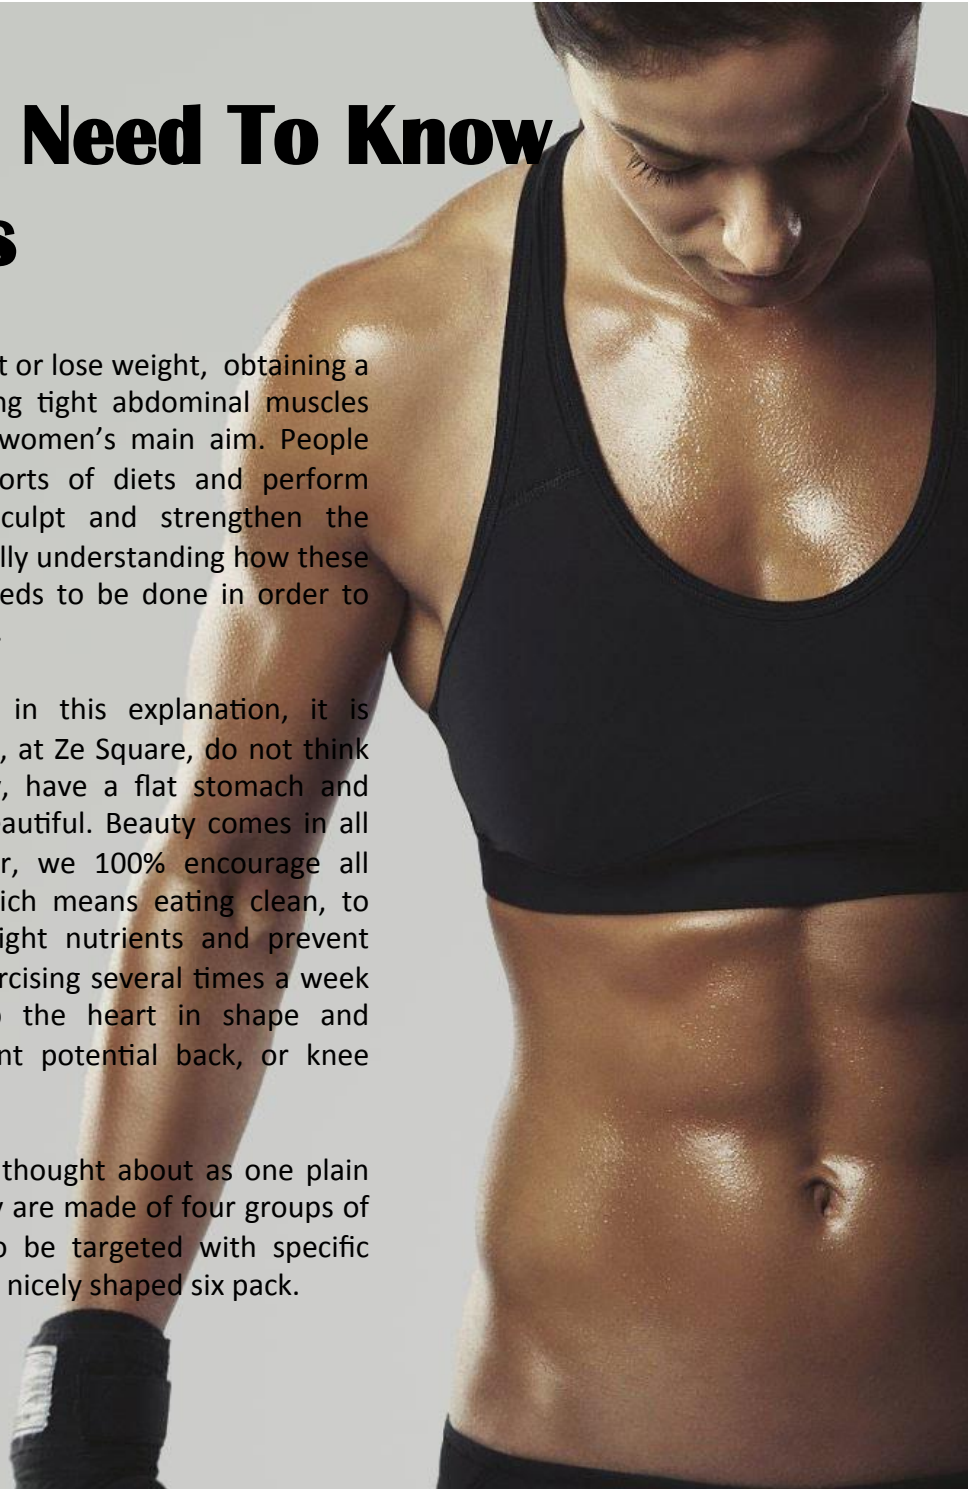 Need To Know
s
t or lose weight, obtaining a
ng tight abdominal muscles
women’s main aim. People
orts of diets and perform
culpt and strengthen the
lly understanding how these
eds to be done in order to
.
in this explanation, it is
, at Ze Square, do not think
, have a flat stomach and
eautiful. Beauty comes in all
r, we 100% encourage all
ich means eating clean, to
ight nutrients and prevent
rcising several times a week
the heart in shape and
nt potential back, or knee
thought about as one plain
y are made of four groups of
o be targeted with specific
nicely shaped six pack.